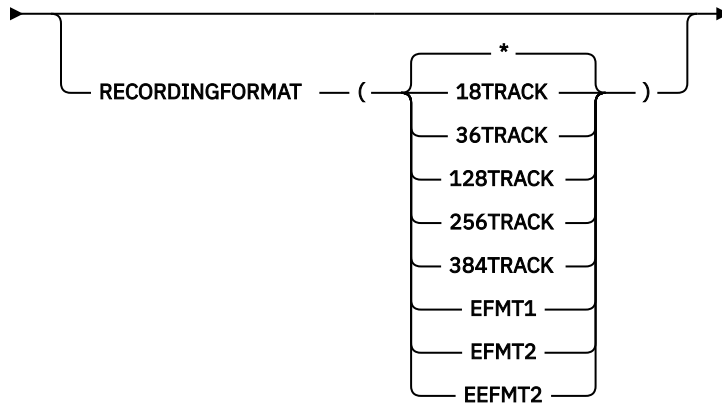 *
RECORDINGFORMAT ( 18TRACK )
36TRACK
128TRACK
256TRACK
384TRACK
EFMT1
EFMT2
EEFMT2